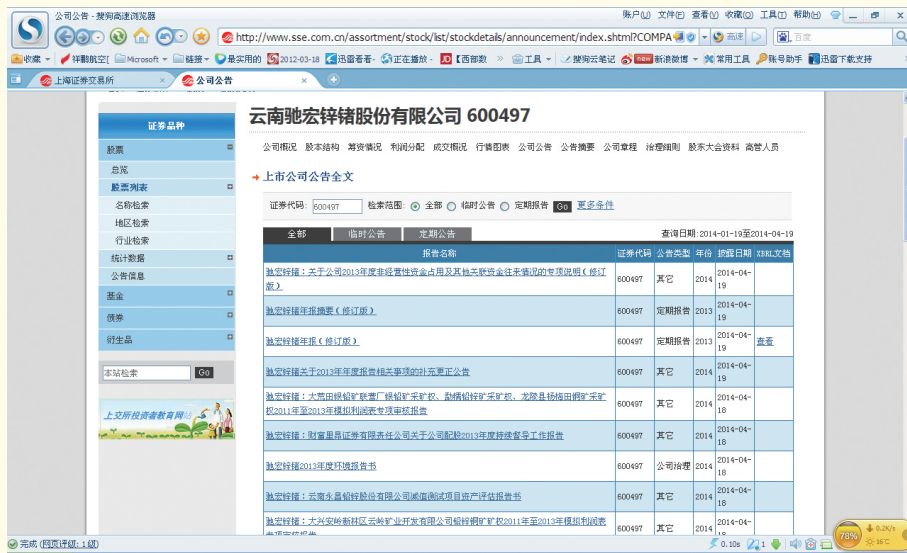 公司公告 - 搜狗高速浏览器
账户(U) 文件(F) 查看(V) 收藏(O) 工具(T) 帮助(H)
http://www.sse.com.cn/assortment/stock/list/stockdetails/announcement/index.shtml?COMPA
高速
百度
收藏 祥鹏航空[ Microsoft 链接 最实用的 2012-03-18 迅雷看看- 正在播放- 【西部数 工具 搜狗云笔记 新浪微博 常用工具 账号助手 迅雷下载支持
上海证券交易所 公司公告
云南驰宏锌锗股份有限公司 600497
公司概况 股本结构 筹资情况 利润分配 成交概况 行情图表 公司公告 公告摘要 公司章程 治理细则 股东大会资料 高管人员
证券品种
股票
总览
股票列表
名称检索
地区检索
行业检索
统计数据
公告信息
基金
债券
衍生品
本站检索 Go
上交所投资者教育网站
上市公司公告全文
证券代码: 600497 检索范围: 全部 临时公告 定期报告 Go 更多条件
全部 临时公告 定期公告 查询日期:2014-01-19至2014-04-19
报告名称 证券代码 公告类型 年份 披露日期 XBRL文档
驰宏锌锗：关于公司2013年度非经营性资金占用及其他关联资金往来情况的专项说明（修订
版） 600497 其它 2014 2014-04-
19
驰宏锌锗年报摘要（修订版） 600497 定期报告 2013 2014-04-
19
驰宏锌锗年报（修订版） 600497 定期报告 2013 2014-04-
19 查看
驰宏锌锗关于2013年年度报告相关事项的补充更正公告 600497 其它 2014 2014-04-
19
驰宏锌锗：大荒田银铅矿联营厂银铅矿采矿权、勐糯铅锌矿采矿权、龙陵县杨梅田铜矿采矿
权2011年至2013年模拟利润表专项审核报告 600497 其它 2014 2014-04-
18
驰宏锌锗：财富里昂证券有限责任公司关于公司配股2013年度持续督导工作报告 600497 其它 2014 2014-04-
18
驰宏锌锗2013年度环境报告书 600497 公司治理 2014 2014-04-
18
驰宏锌锗：云南永昌铅锌股份有限公司减值测试项目资产评估报告书 600497 其它 2014 2014-04-
18
驰宏锌锗：大兴安岭新林区云岭矿业开发有限公司铅锌铜矿矿权2011年至2013年模拟利润表
600497 其它 2014 2014-04-
完成 (网页评级: 1级)
0.10s 1
78% 0.2K/s
16℃